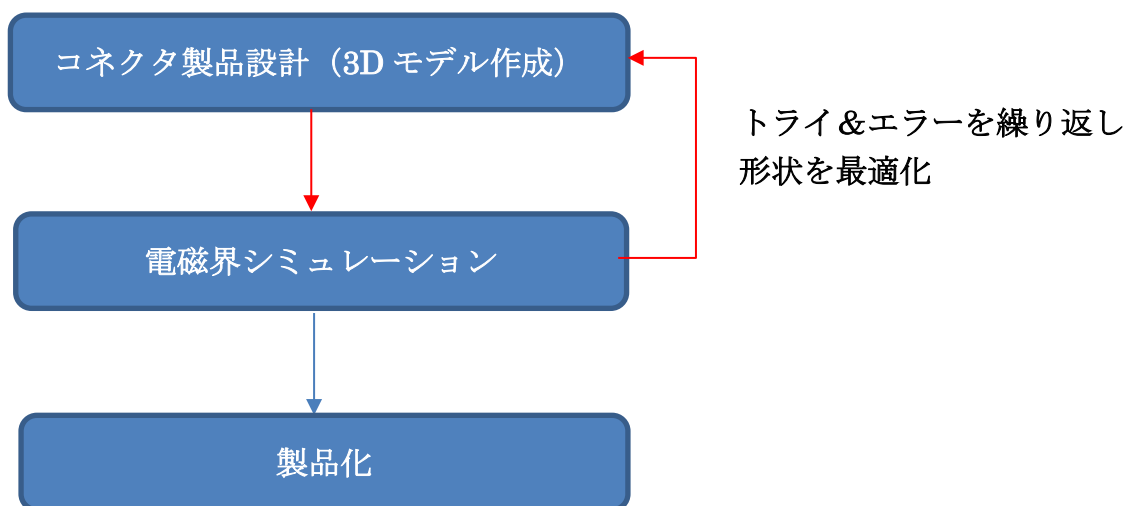 コネクタ製品設計（3Dモデル作成）
トライ＆エラーを繰り返し
形状を最適化
電磁界シミュレーション
製品化